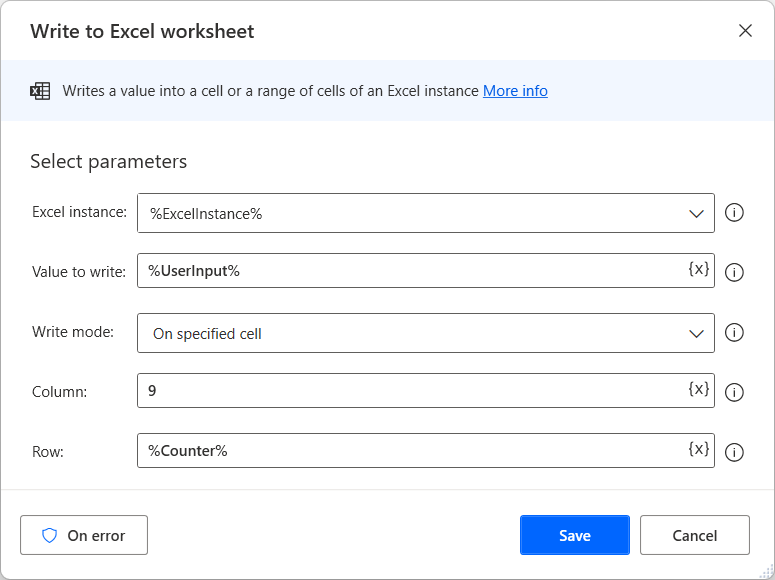 Write to Excel worksheet
Writes a value into a cell or a range of cells of an Excel instance More info
Select parameters
Excel instance: %ExcelInstance%
Value to write: %UserInput% {x}
Write mode: On specified cell
Column: 9 {x}
Row: %Counter% {x}
On error Save Cancel